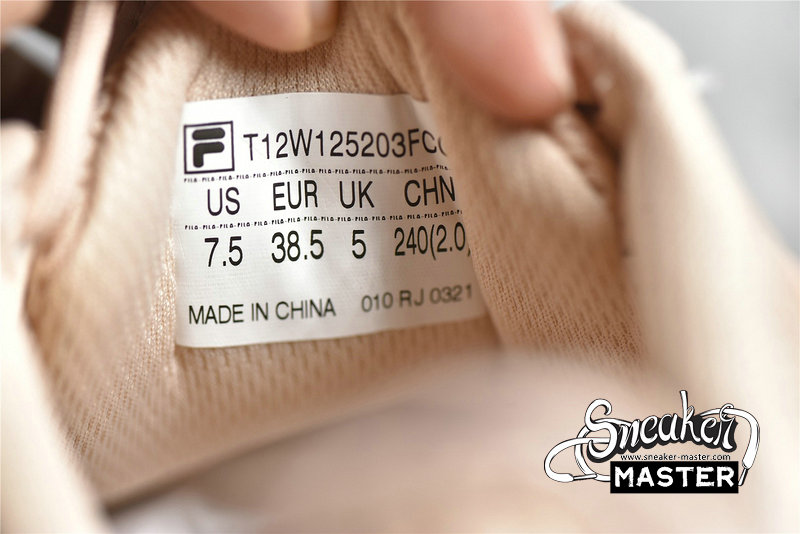 F T12W125203FC
US EUR UK CHN
7.5 38.5 5 240(2.0)
MADE IN CHINA 010 RJ 0321
Sneaker
www.sneaker-master.com
MASTER